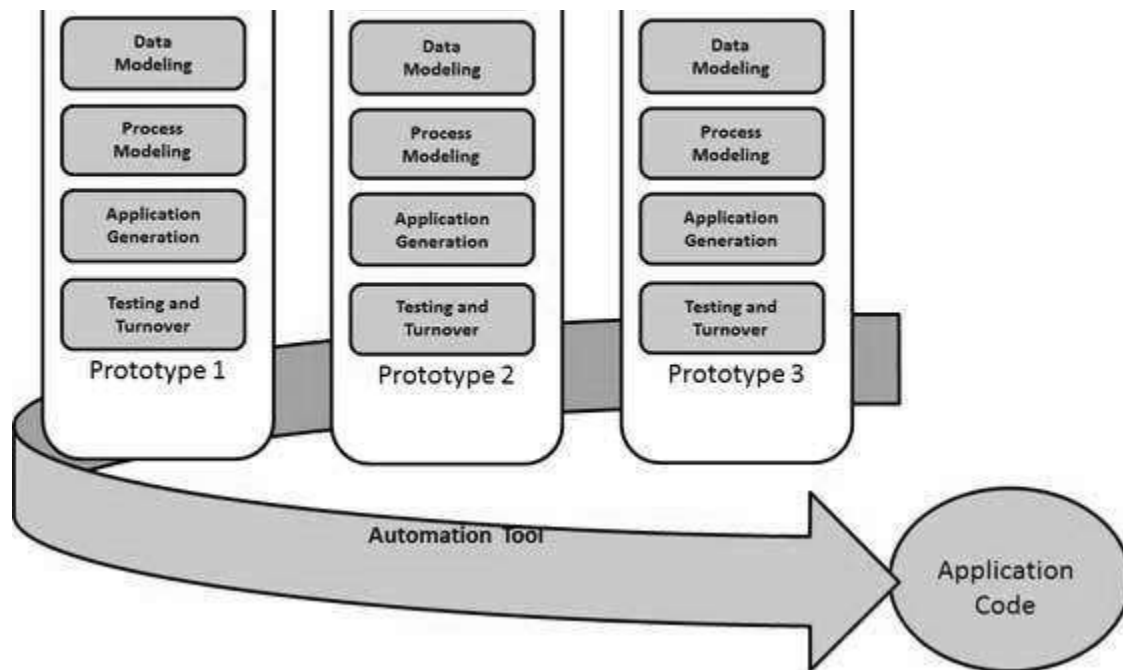 Data
Modeling
Process
Modeling
Application
Generation
Testing and
Turnover
Prototype 1
Data
Modeling
Process
Modeling
Application
Generation
Testing and
Turnover
Prototype 2
Data
Modeling
Process
Modeling
Application
Generation
Testing and
Turnover
Prototype 3
Automation Tool
Application
Code